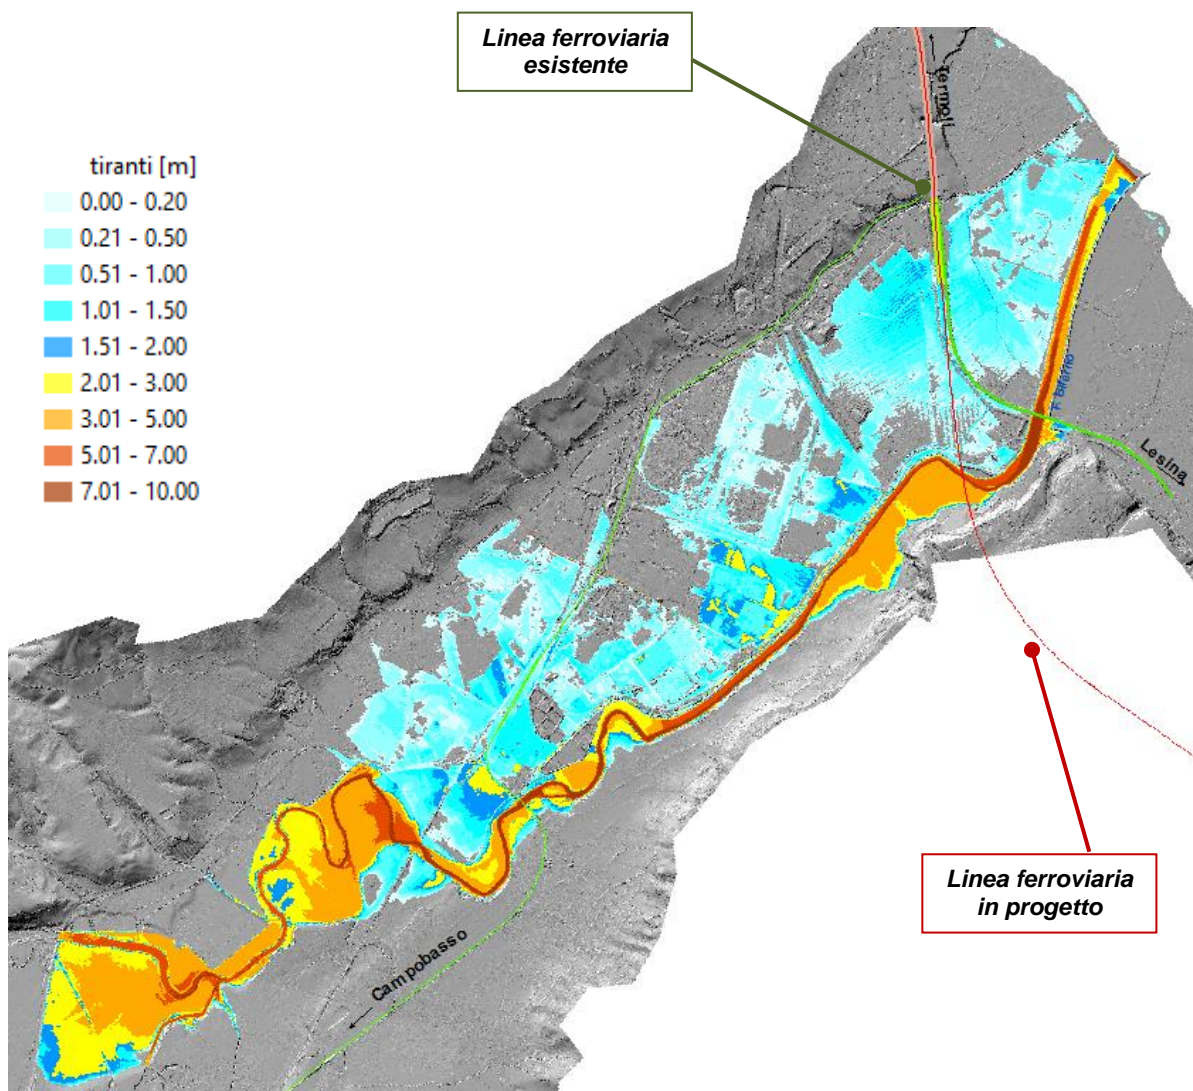 Linea ferroviaria
esistente
Termoli
tiranti [m]
0.00 - 0.20
0.21 - 0.50
0.51 - 1.00
1.01 - 1.50
1.51 - 2.00
2.01 - 3.00
3.01 - 5.00
5.01 - 7.00
7.01 - 10.00
F. Biferno
Lesina
Linea ferroviaria
in progetto
Campobasso